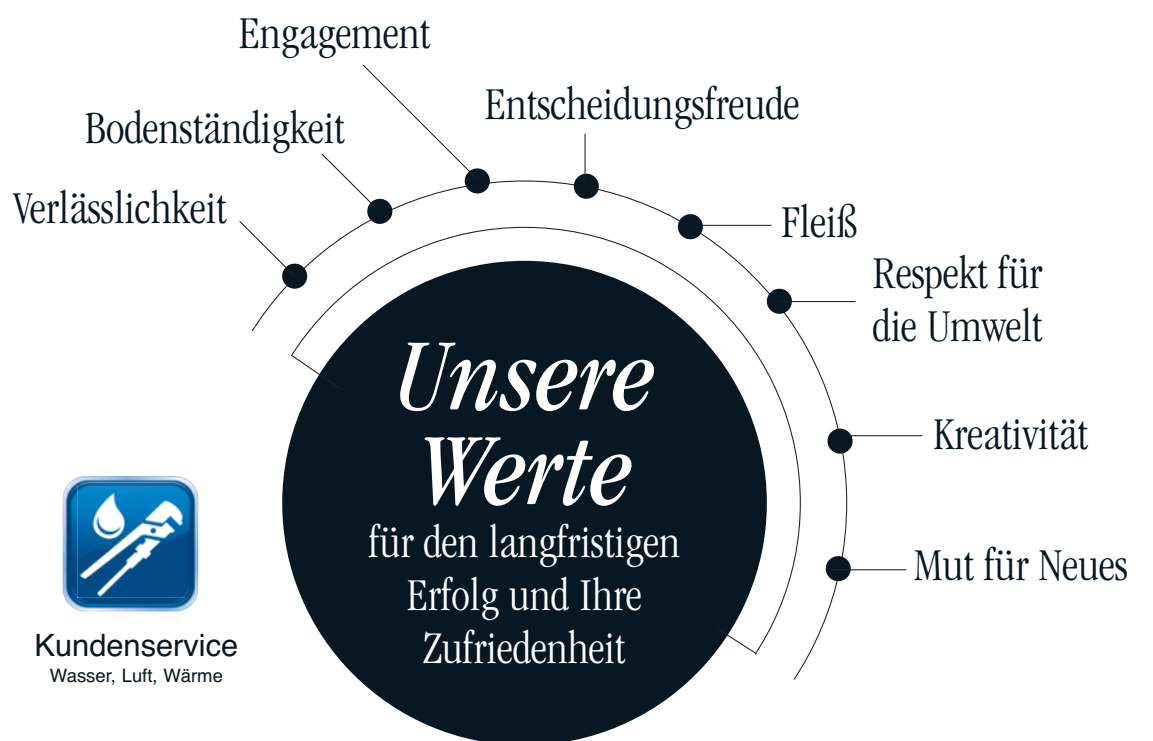 Engagement
Entscheidungsfreude
Bodenständigkeit
Verlässlichkeit
Fleiß
Respekt für
die Umwelt
Kreativität
Mut für Neues
Unsere
Werte
für den langfristigen
Erfolg und Ihre
Zufriedenheit
Kundenservice
Wasser, Luft, Wärme